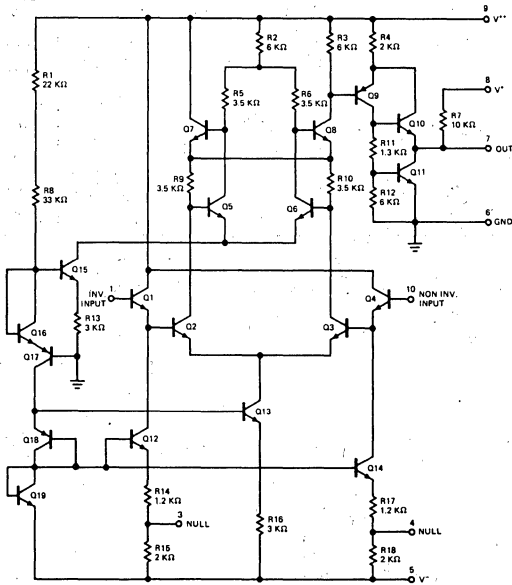 9
V++
R1
22 KΩ
R2
6 KΩ
R3
6 KΩ
R4
2 KΩ
8
V+
R5
3.5 KΩ
R6
3.5 KΩ
Q9
R7
10 KΩ
Q7
Q8
Q10
7
OUT
R11
1.3 KΩ
R8
33 KΩ
R9
3.5 KΩ
R10
3.5 KΩ
Q11
R12
6 KΩ
Q5
Q6
6
GND
Q15
INV.
INPUT
1
Q1
Q4
10
NON INV.
INPUT
R13
3 KΩ
Q16
Q17
Q2
Q3
Q13
Q18
Q12
Q14
Q19
R14
1.2 KΩ
R16
3 KΩ
R17
1.2 KΩ
3
NULL
4
NULL
R15
2 KΩ
R18
2 KΩ
5
V-